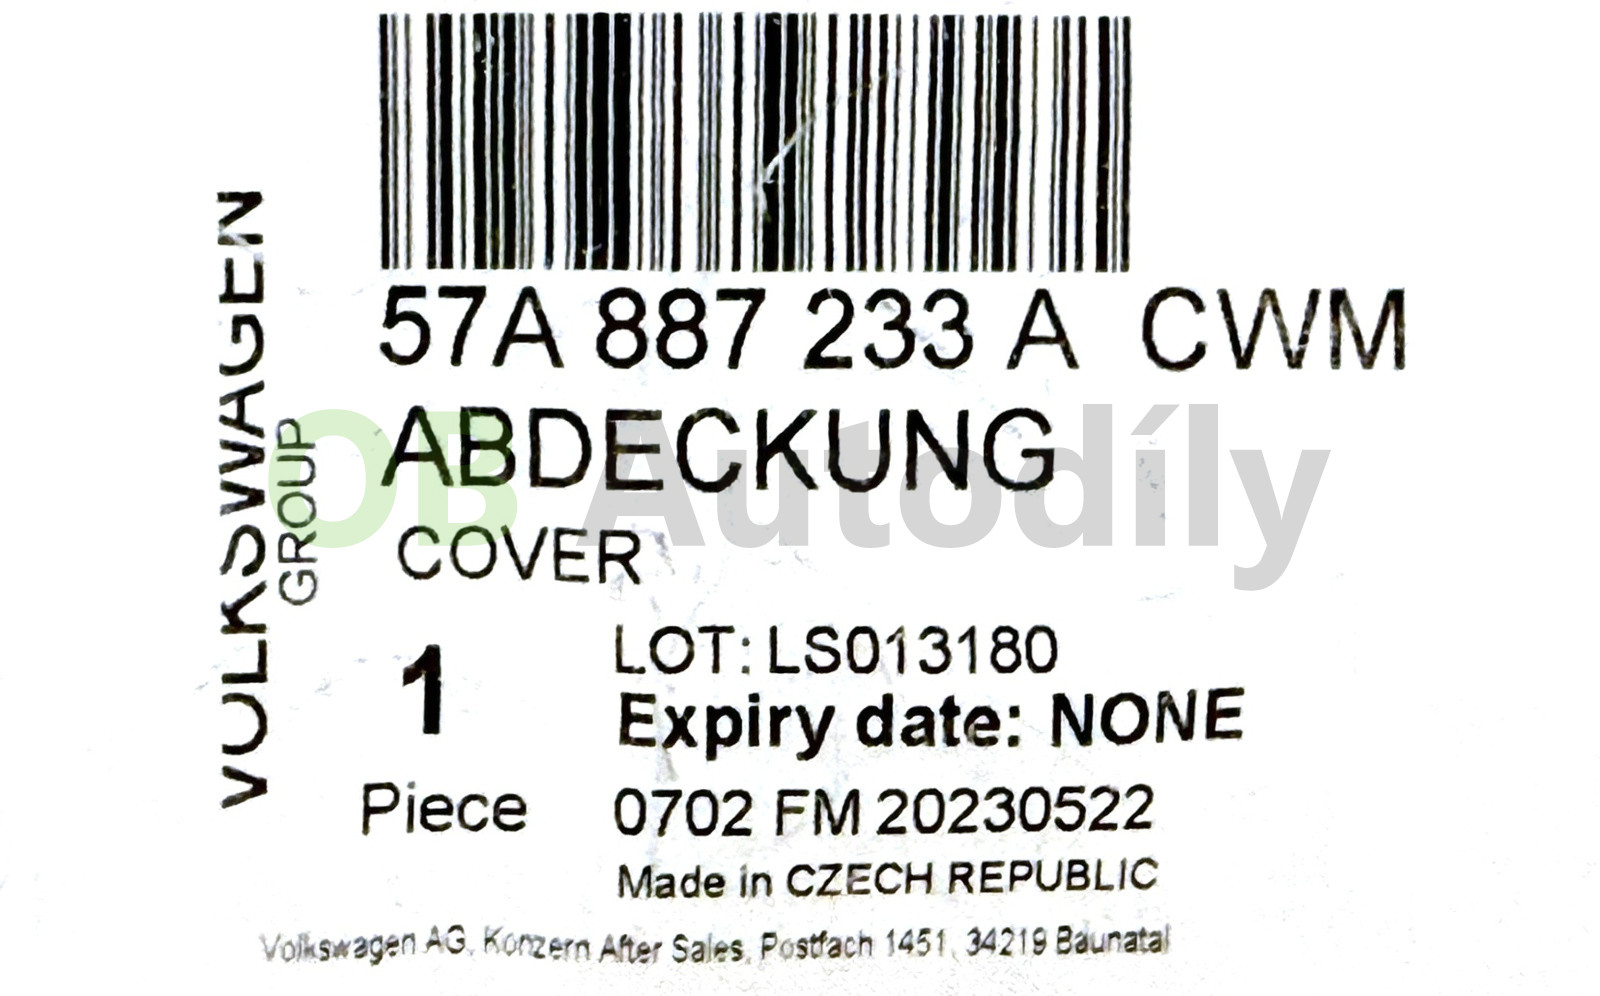 57A 887 233 A CWM
ABDECKUNG
COVER
1
Piece
LOT: LS013180
Expiry date: NONE
0702 FM 20230522
Made in CZECH REPUBLIC
Volkswagen AG, Konzern After Sales, Postfach 1451, 34219 Baunatal
VOLKSWAGEN
GROUP
OB Autodíly